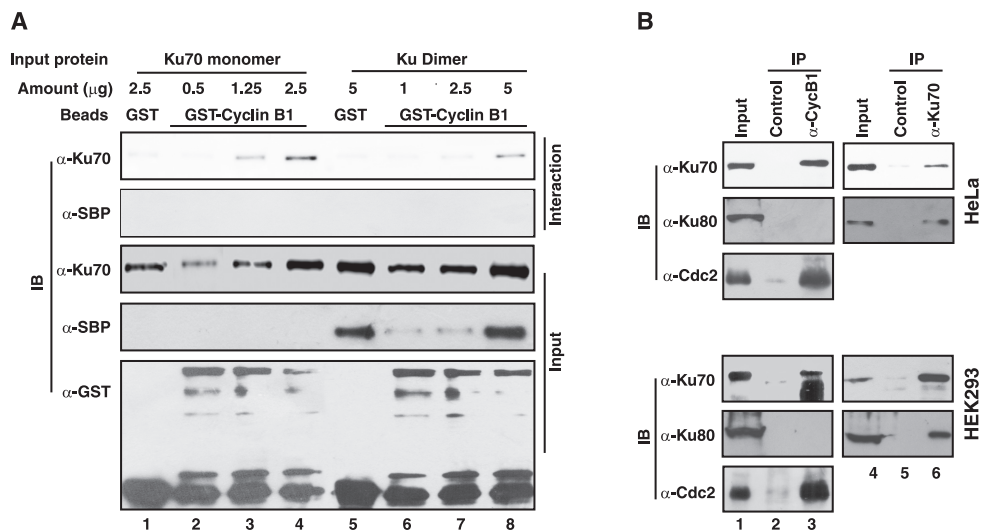 A
Input protein Ku70 monomer Ku Dimer
Amount (μg) 2.5 0.5 1.25 2.5 5 1 2.5 5
Beads GST GST-Cyclin B1 GST GST-Cyclin B1
IB
α-Ku70
α-SBP
Interaction
α-Ku70
α-SBP
α-GST
Input
1 2 3 4 5 6 7 8
B
IP IP
Input Control α-CycB1 Input Control α-Ku70
IB
α-Ku70
α-Ku80
α-Cdc2
HeLa
IB
α-Ku70
α-Ku80
α-Cdc2
HEK293
4 5 6
1 2 3